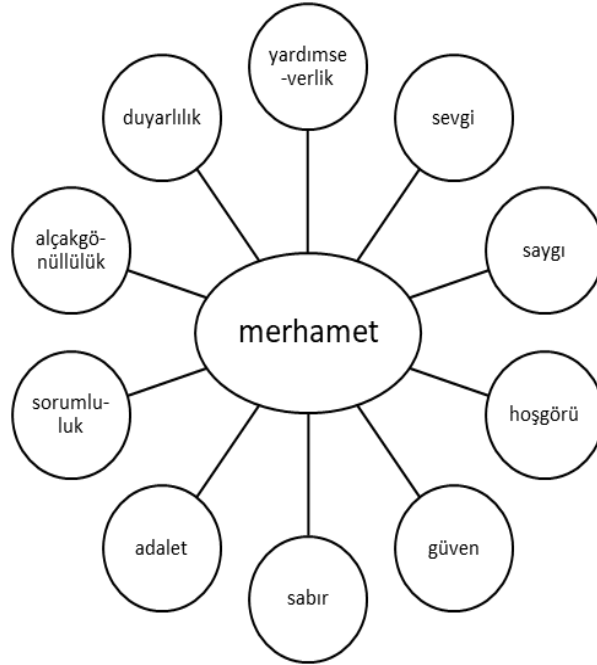 yardımse
-verlik
duyarlılık
sevgi
alçakgö-
nüllülük
saygı
merhamet
sorumlu-
luk
hoşgörü
adalet
güven
sabır